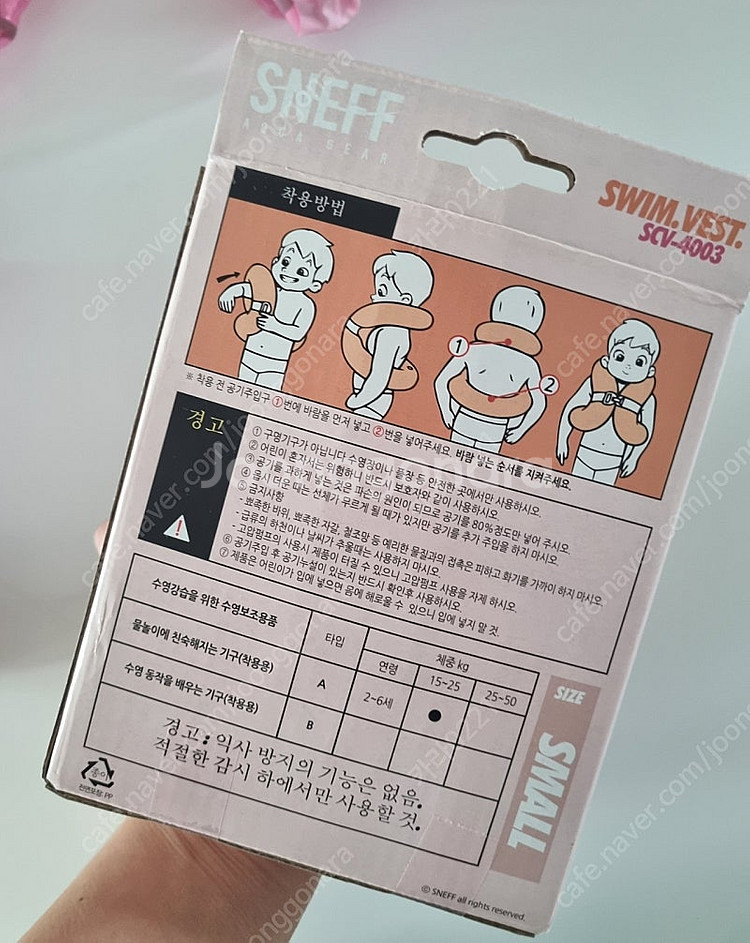 SNEFF
AQUA GEAR
SWIM.VEST.
SCV-4003
착용방법
1
2
※ 착용 전 공기주입구 ①번에 바람을 먼저 넣고 ②번을 넣어주세요. 바람 넣는 순서를 지켜주세요.
경고
① 구명기구가 아닙니다 수영장이나 풀장 등 안전한 곳에서만 사용하십시오.
② 어린이 혼자서는 위험하니 반드시 보호자와 같이 사용하십시오.
③ 공기를 과하게 넣는 것은 파손의 원인이 되므로 공기를 80%정도만 넣어 주시오.
④ 몹시 더운 때는 선체가 무르게 될 때가 있지만 공기를 추가 주입을 하지 마시오.
⑤ 금지사항
- 뾰족한 바위, 뾰족한 자갈, 철조망 등 예리한 물질과의 접촉은 피하고 화기를 가까이 하지 마시오.
- 급류의 하천이나 날씨가 추울때는 사용하지 마시오.
- 고압펌프의 사용시 제품이 터질 수 있으니 고압펌프 사용을 자제 하시오.
⑥ 공기주입 후 공기누설이 있는지 반드시 확인후 사용하시오.
⑦ 제품은 어린이가 입에 넣으면 몸에 해로울 수 있으니 입에 넣지 말 것.
수영강습을 위한 수영보조용품
타입
체중 kg
연령
15~25
25~50
물놀이에 친숙해지는 기구(착용용)
A
2~6세
●
수영 동작을 배우는 기구(착용용)
B
경고: 익사 방지의 기능은 없음.
적절한 감시 하에서만 사용할 것.
SIZE
SMALL
종이
© SNEFF all rights reserved.
cafe.naver.com/joonggonara
Joonggonara